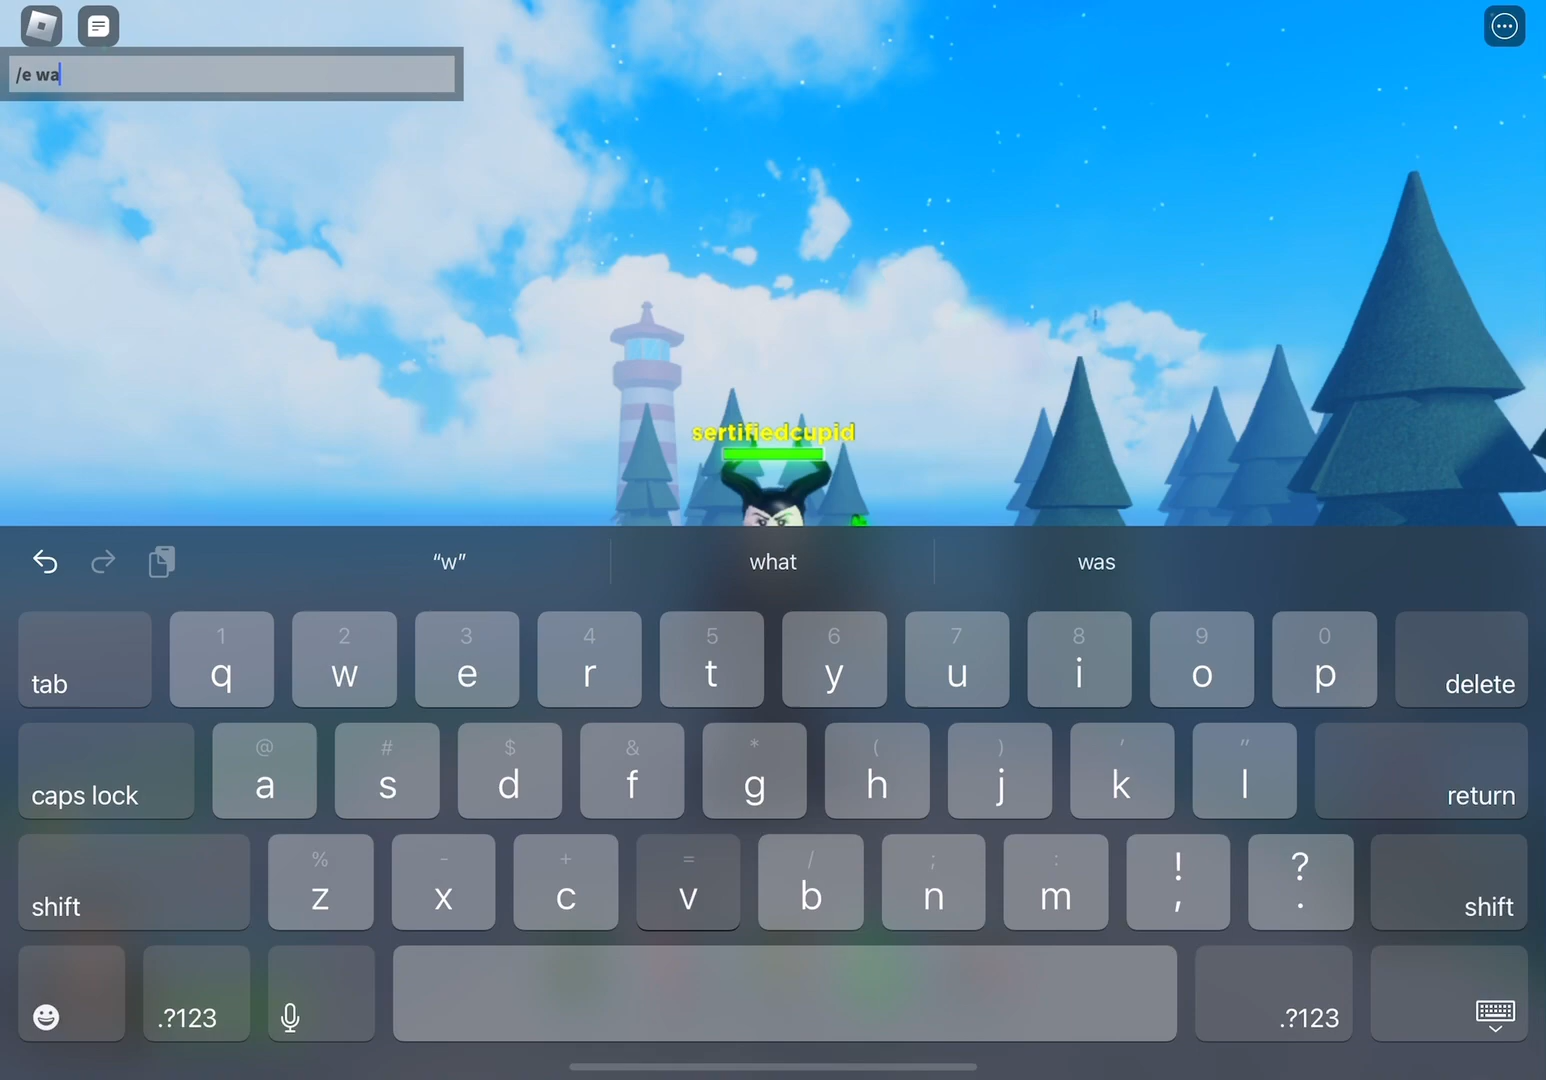 /e wa
sertifiedcupid
“w” what was
tab 1 q 2 w 3 e 4 r 5 t 6 y 7 u 8 i 9 o 0 p delete
caps lock @ a # s $ d & f * g ( h ) j ' k " l return
shift % z - x + c = v / b ; n : m ! , ? . shift
.?123 .?123